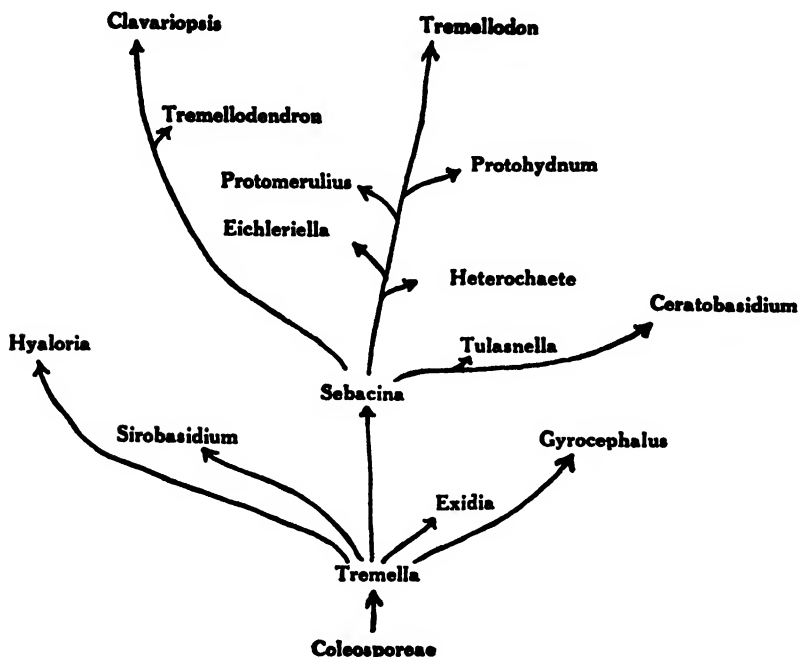 Clavariopsis
Tremellodon
Tremellodendron
Protohydnum
Protomerulius
Eichleriella
Heterochaete
Ceratobasidium
Hyaloria
Tulasnella
Sebacina
Sirobasidium
Gyrocephalus
Exidia
Tremella
Coleosporeae